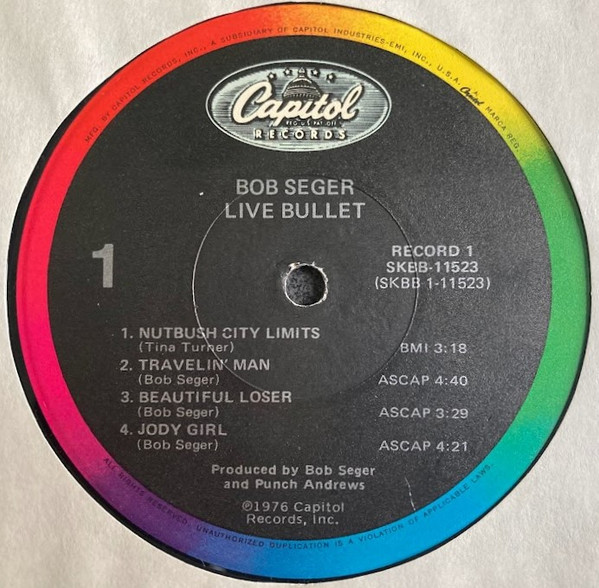 MFG. BY CAPITOL RECORDS, INC., A SUBSIDIARY OF CAPITOL INDUSTRIES-EMI, INC., U.S.A. Capitol MARCA REG.
Capitol
RECORDS
BOB SEGER
LIVE BULLET
1
RECORD 1
SKBB-11523
(SKBB 1-11523)
1. NUTBUSH CITY LIMITS
(Tina Turner) BMI 3:18
2. TRAVELIN' MAN
(Bob Seger) ASCAP 4:40
3. BEAUTIFUL LOSER
(Bob Seger) ASCAP 3:29
4. JODY GIRL
(Bob Seger) ASCAP 4:21
Produced by Bob Seger
and Punch Andrews
℗1976 Capitol
Records, Inc.
ALL RIGHTS RESERVED. UNAUTHORIZED DUPLICATION IS A VIOLATION OF APPLICABLE LAWS.